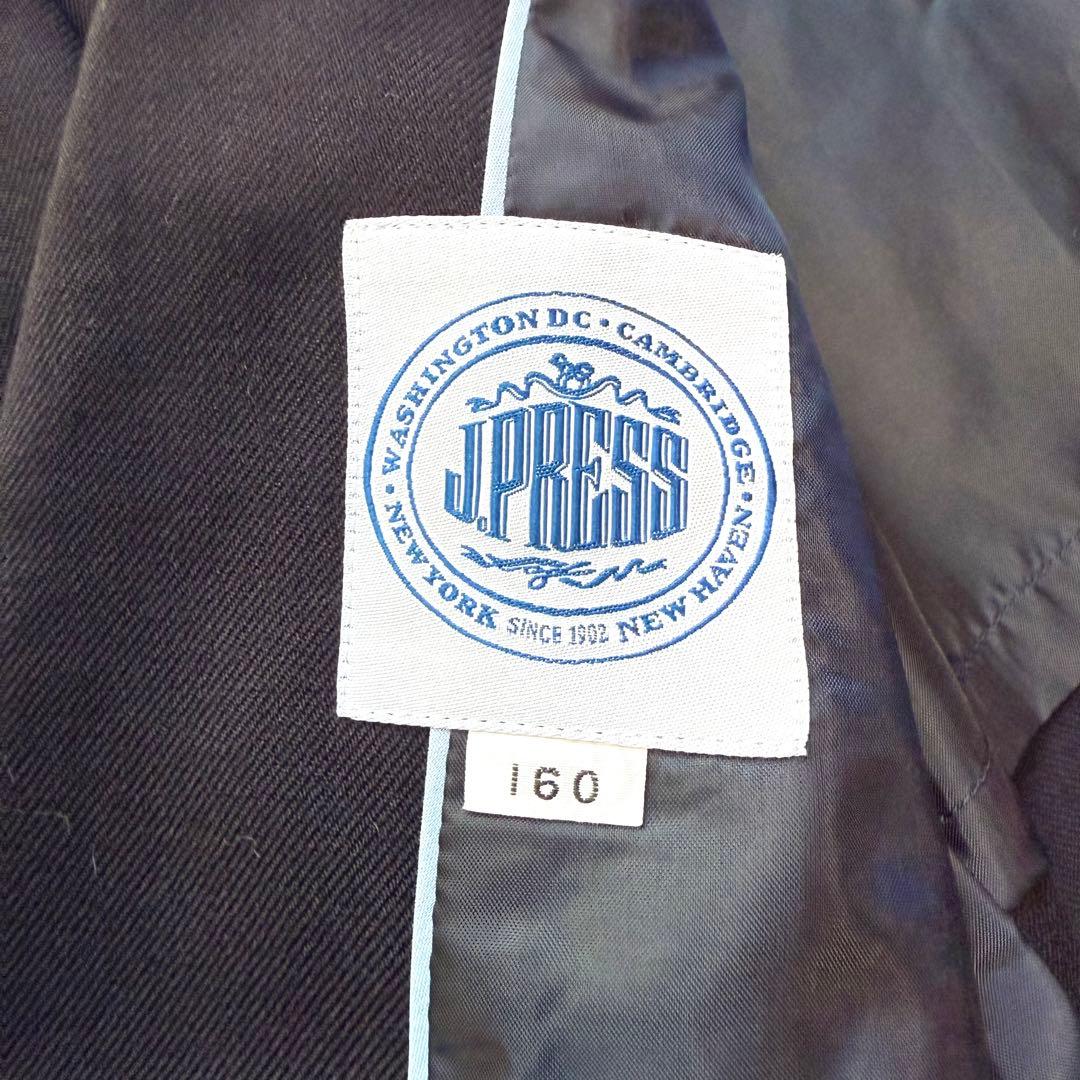 WASHINGTON DC • CAMBRIDGE •
J.PRESS
• NEW YORK SINCE 1902 NEW HAVEN •
160